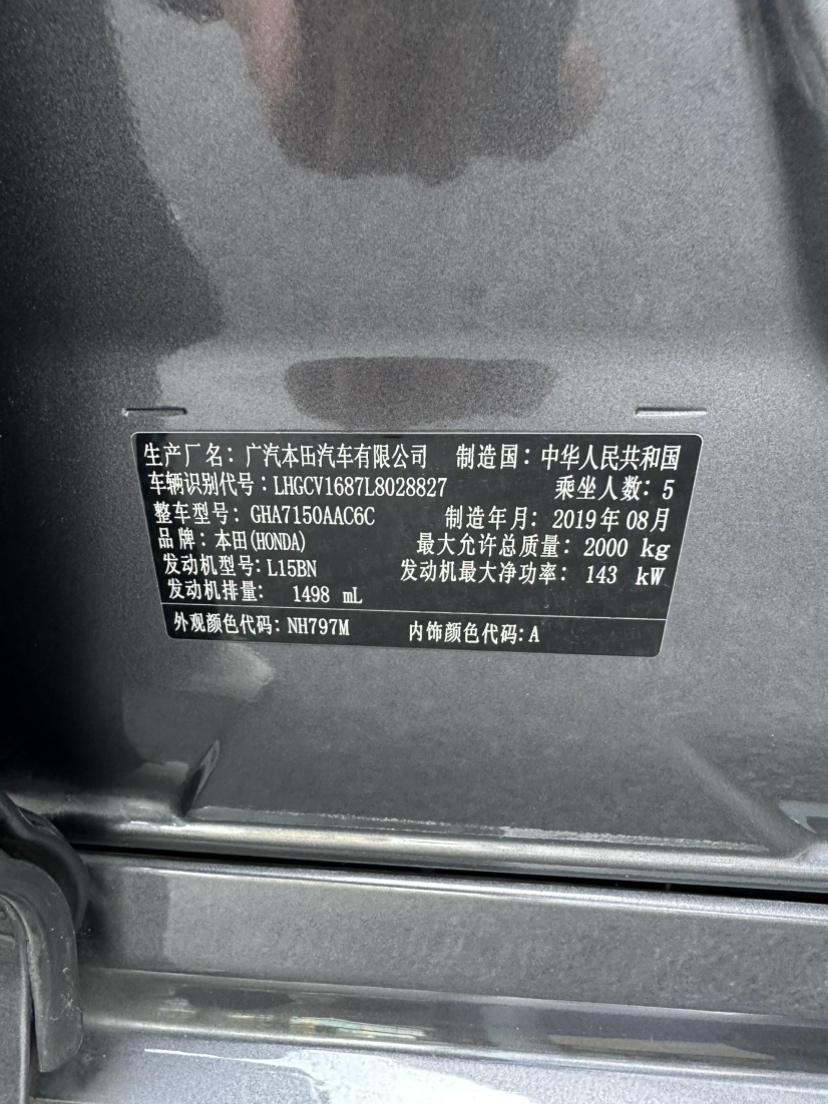 生产厂名：广汽本田汽车有限公司 制造国：中华人民共和国
车辆识别代号：LHGCV1687L8028827 乘坐人数：5
整车型号：GHA7150AAC6C 制造年月：2019年08月
品牌：本田(HONDA) 最大允许总质量：2000 kg
发动机型号：L15BN 发动机最大净功率：143 kW
发动机排量：1498 mL
外观颜色代码：NH797M 内饰颜色代码：A